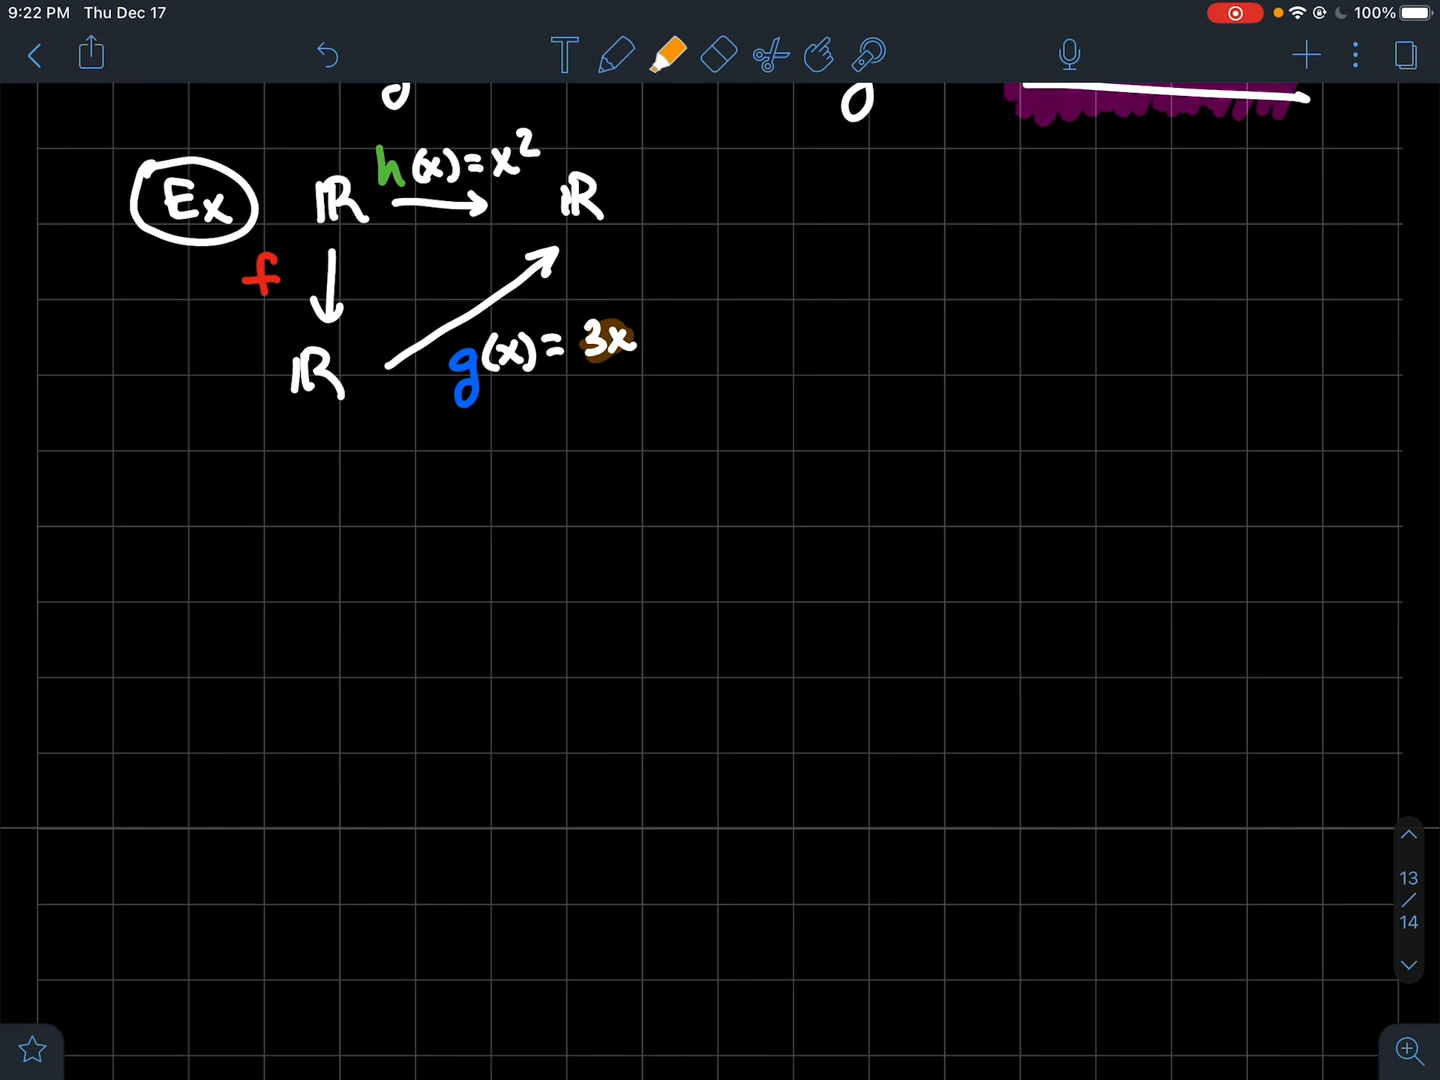 9:22 PM Thu Dec 17
100%
T
g g
Ex ℝ h(x)=x² ℝ
f
ℝ g(x)= 3x
13
/
14